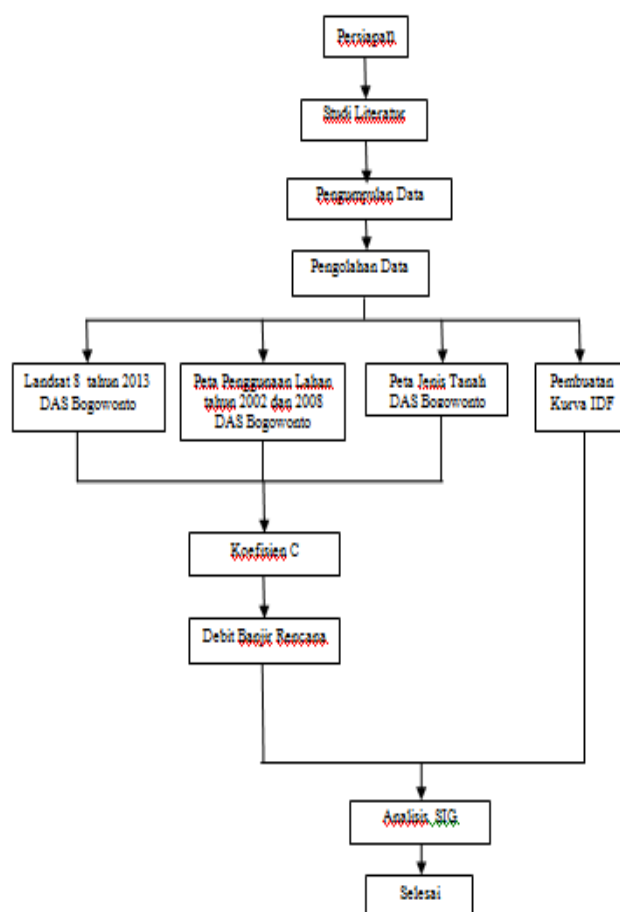 Persiapan
Studi Literatur
Pengumpulan Data
Pengolahan Data
Landsat 8 tahun 2013
DAS Bogowonto
Peta Penggunaan Lahan
tahun 2002 dan 2008
DAS Bogowonto
Peta Jenis Tanah
DAS Bogowonto
Pembuatan
Kurva IDF
Koefisien C
Debit Banjir Rencana
Analisis SIG
Selesai